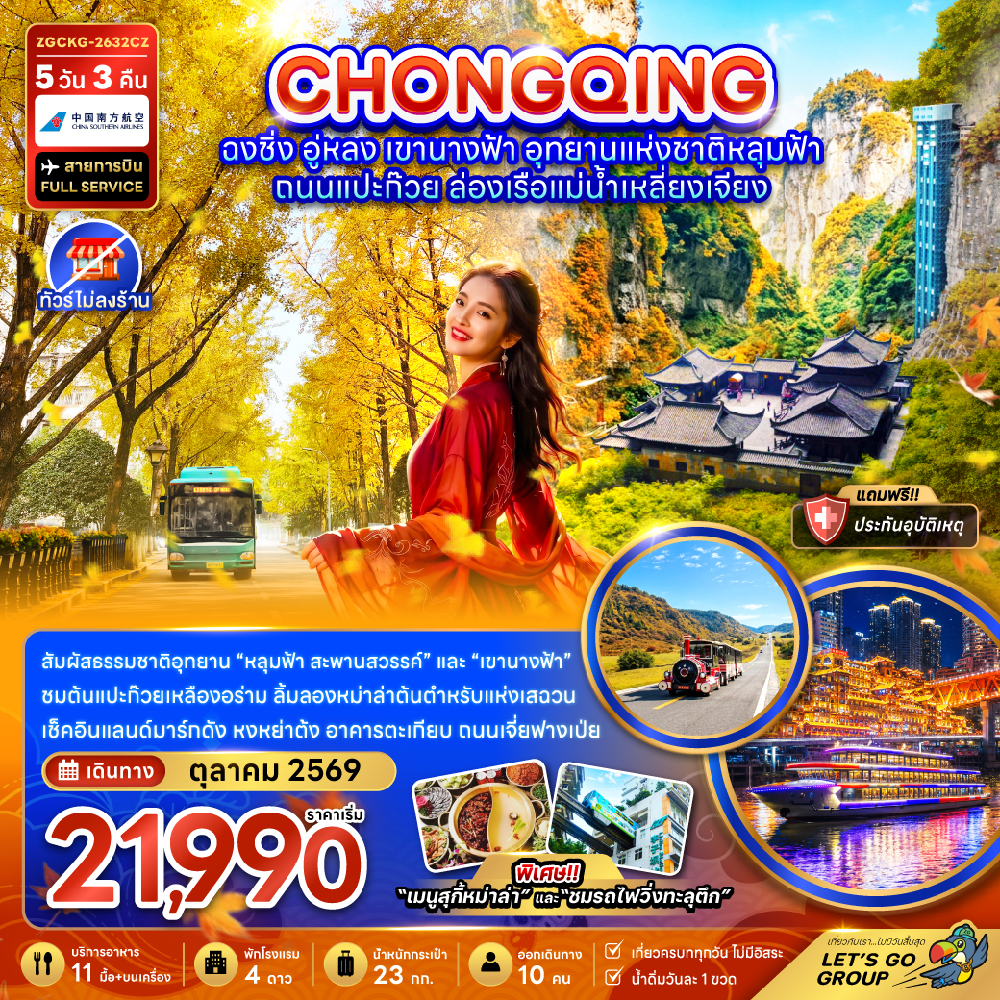 ZGCKG-2632CZ
5 วัน 3 คืน
中国南方航空
CHINA SOUTHERN AIRLINES
สายการบิน
FULL SERVICE
ทัวร์ไม่ลงร้าน
CHONGQING
ฉงชิ่ง อู่หลง เขานางฟ้า อุทยานแห่งชาติหลุมฟ้า
ถนนแปะก๊วย ล่องเรือแม่น้ำเหลี่ยงเจียง
แถมฟรี!!
ประกันอุบัติเหตุ
สัมผัสธรรมชาติอุทยาน “หลุมฟ้า สะพานสวรรค์” และ “เขานางฟ้า”
ชมต้นแปะก๊วยเหลืองอร่าม ลิ้มลองหม่าล่าต้นตำหรับแห่งเสฉวน
เช็คอินแลนด์มาร์กดัง หงหย่าต้ง อาคารตะเกียบ ถนนเจี่ยฟางเป่ย
เดินทาง ตุลาคม 2569
ราคาเริ่ม
21,990
พิเศษ!!
“เมนูสุกี้หม่าล่า” และ “ชมรถไฟวิ่งทะลุตึก”
บริการอาหาร
11 มื้อ+บนเครื่อง
พักโรงแรม
4 ดาว
น้ำหนักกระเป๋า
23 กก.
ออกเดินทาง
10 คน
เที่ยวครบทุกวัน ไม่มีอิสระ
น้ำดื่มวันละ 1 ขวด
เที่ยวกับเรา...ไม่มีวันสิ้นสุด
LET'S GO
GROUP